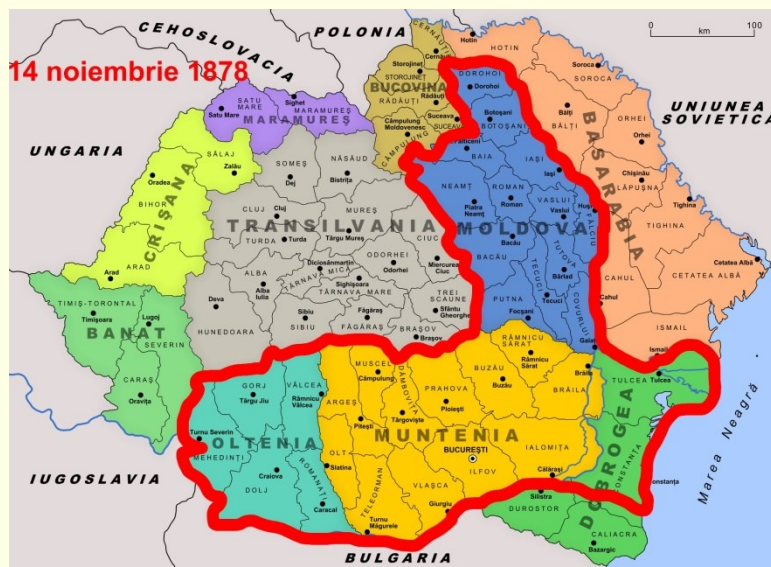 CEHOSLOVACIA
POLONIA
14 noiembrie 1878
0 100
km
UNIUNEA
SOVIETICĂ
UNGARIA
IUGOSLAVIA
BULGARIA
Marea Neagră
CERNĂUȚI
Cernăuți
Storojineț
STOROJINEȚ
BUCOVINA
RĂDĂUȚI
Rădăuți
Suceava
SUCEAVA
Câmpulung
Moldovenesc
CÂMPULUNG
Hotin
HOTIN
Soroca
SOROCA
Bălți
BĂLȚI
ORHEI
Orhei
BASARABIA
Chișinău
LĂPUȘNA
Tighina
TIGHINA
Cetatea Albă
CETATEA ALBĂ
CAHUL
Cahul
ISMAIL
Ismail
DOROHOI
Dorohoi
Botoșani
BOTOȘANI
Fălticeni
BAIA
IAȘI
Iași
NEAMȚ
Piatra
Neamț
ROMAN
Roman
VASLUI
Vaslui
Huși
FĂLCIU
MOLDOVA
Bacău
BACĂU
TUTOVA
Bârlad
TECUCI
Tecuci
PUTNA
Focșani
COVURLUI
Galați
SATU
MARE
Satu Mare
Sighet
MARAMUREȘ
MARAMUREȘ
SĂLAJ
Zalău
Oradea
BIHOR
CRIȘANA
ARAD
Arad
TIMIȘ-TORONTAL
Timișoara
Lugoj
BANAT
SEVERIN
CARAȘ
Oravița
SOMEȘ
Dej
NĂSĂUD
Bistrița
CLUJ
Cluj
MUREȘ
TRANSILVANIA
TURDA
Turda
Târgu Mureș
CIUC
Miercurea
Ciuc
ODORHEI
Odorhei
Diciosânmartin
TÂRNAVA MICĂ
Sighișoara
TÂRNAVA MARE
ALBA
Alba
Iulia
Deva
HUNEDOARA
Sibiu
SIBIU
Făgăraș
FĂGĂRAȘ
TREI
SCAUNE
Sfântu
Gheorghe
BRAȘOV
Brașov
GORJ
Târgu Jiu
VÂLCEA
Râmnicu
Vâlcea
Turnu Severin
OLTENIA
MEHEDINȚI
Craiova
DOLJ
ROMANAȚI
Caracal
MUSCEL
Câmpulung
ARGEȘ
Pitești
DÂMBOVIȚA
Târgoviște
PRAHOVA
Ploiești
BUZĂU
Buzău
RÂMNICU
SĂRAT
Râmnicu
Sărat
BRĂILA
Brăila
MUNTENIA
OLT
Slatina
TELEORMAN
Turnu
Măgurele
VLAȘCA
Giurgiu
BUCUREȘTI
ILFOV
IALOMIȚA
Călărași
TULCEA
Tulcea
DOBROGEA
CONSTANȚA
Constanța
Silistra
DUROSTOR
CALIACRA
Bazargic